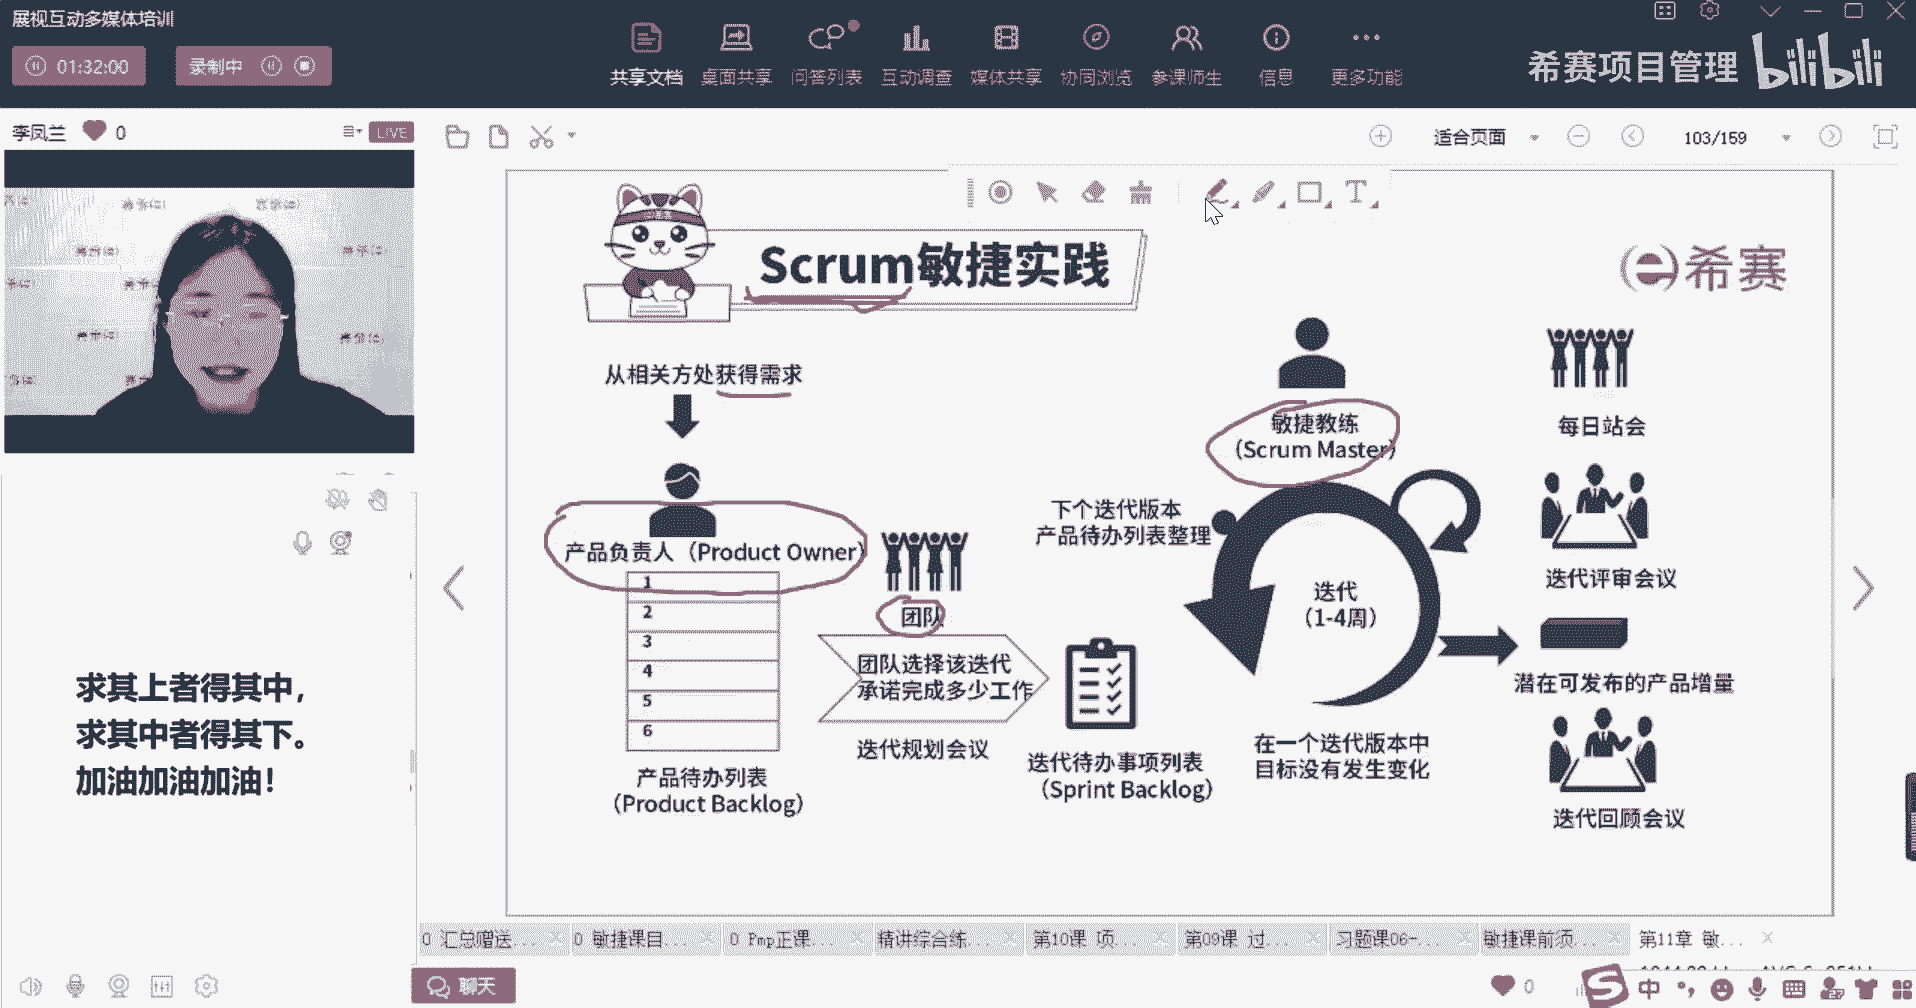 展视互动多媒体培训
01:32:00
录制中
共享文档
桌面共享
问答列表
互动调查
媒体共享
协同浏览
参课师生
信息
更多功能
希赛项目管理
bilibili
李凤兰
0
LIVE
适合页面
103/159
Scrum敏捷实践
希赛
从相关方处获得需求
产品负责人（Product Owner）
1
2
3
4
5
6
产品待办列表
（Product Backlog）
团队
团队选择该迭代
承诺完成多少工作
迭代规划会议
迭代待办事项列表
（Sprint Backlog）
敏捷教练
（Scrum Master）
下个迭代版本
产品待办列表整理
迭代
（1-4周）
在一个迭代版本中
目标没有发生变化
每日站会
迭代评审会议
潜在可发布的产品增量
迭代回顾会议
求其上者得其中，
求其中者得其下。
加油加油加油！
0 汇总赠送...
0 敏捷课目...
0 Pmp正课...
精讲综合练...
第10课 项...
第09课 过...
习题课06-...
敏捷课前须...
第11章 敏...
聊天
0
中